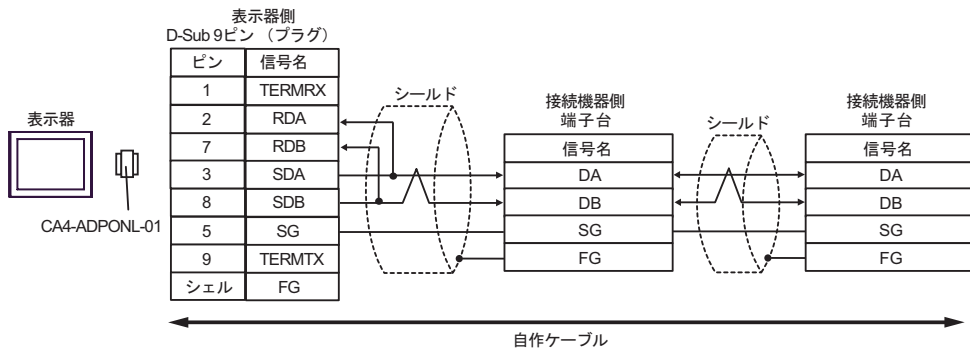 表示器側
D-Sub 9ピン （プラグ）
ピン 信号名
1 TERMRX
2 RDA
7 RDB
3 SDA
8 SDB
5 SG
9 TERMTX
シェル FG
表示器
CA4-ADPONL-01
シールド
接続機器側
端子台
信号名
DA
DB
SG
FG
シールド
接続機器側
端子台
信号名
DA
DB
SG
FG
自作ケーブル